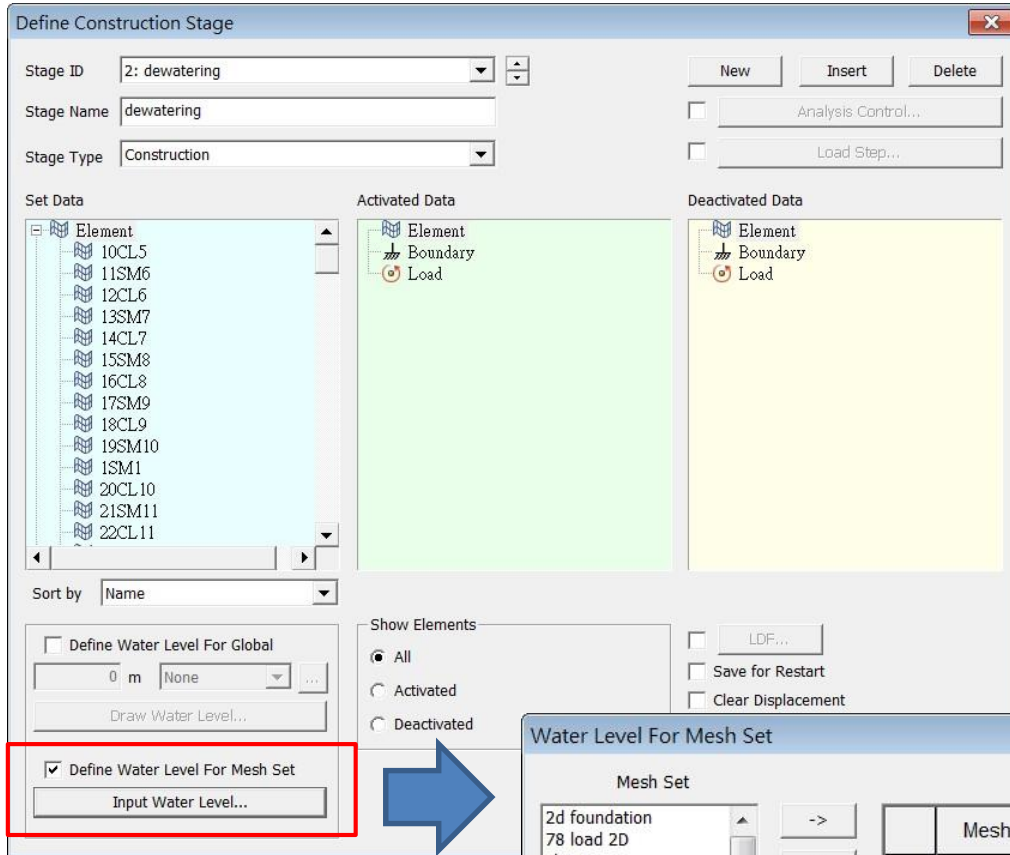 Define Construction Stage
Stage ID 2: dewatering New Insert Delete
Stage Name dewatering Analysis Control...
Stage Type Construction Load Step...
Set Data Activated Data Deactivated Data
Element Element Element
10CL5 Boundary Boundary
11SM6 Load Load
12CL6
13SM7
14CL7
15SM8
16CL8
17SM9
18CL9
19SM10
1SM1
20CL10
21SM11
22CL11
Sort by Name
Define Water Level For Global
0 m None ...
Draw Water Level...
Define Water Level For Mesh Set
Input Water Level...
Show Elements
All
Activated
Deactivated
LDF...
Save for Restart
Clear Displacement
Water Level For Mesh Set
Mesh Set
2d foundation -> Mesh
78 load 2D